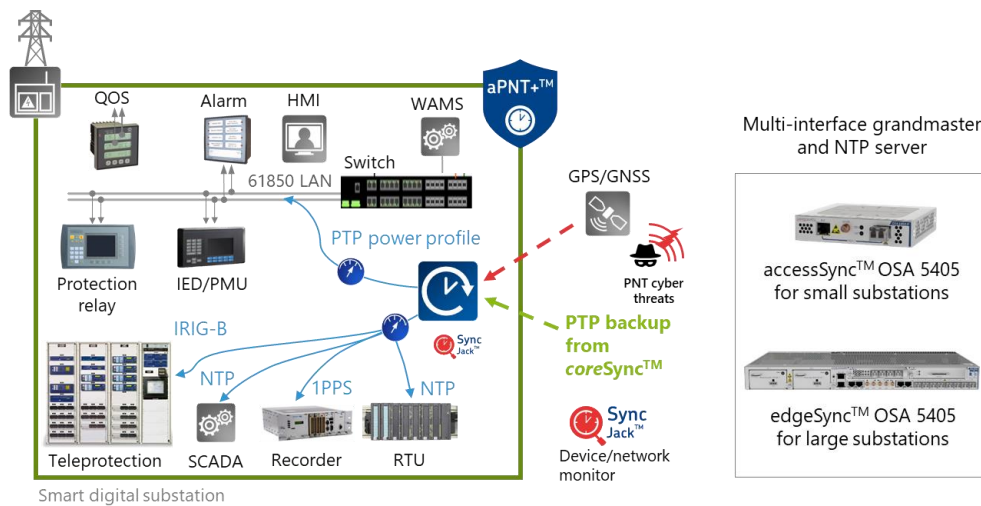 aPNT+™
QOS
Alarm
HMI
WAMS
Switch
61850 LAN
PTP power profile
Protection
relay
IED/PMU
IRIG-B
Sync
Jack™
NTP
1PPS
NTP
Teleprotection
SCADA
Recorder
RTU
Smart digital substation
GPS/GNSS
PNT cyber
threats
PTP backup
from
coreSync™
Sync
Jack™
Device/network
monitor
Multi-interface grandmaster
and NTP server
accessSync™ OSA 5405
for small substations
edgeSync™ OSA 5405
for large substations